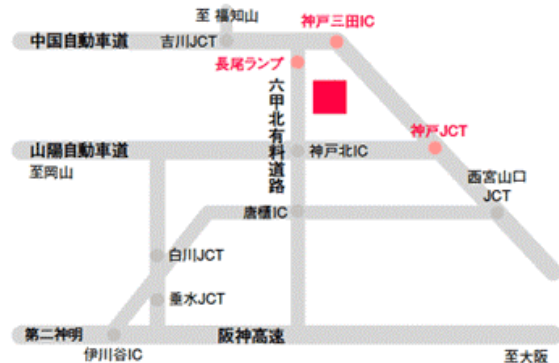 至 福知山
神戸三田IC
中国自動車道
吉川JCT
長尾ランプ
六甲北有料道路
神戸JCT
山陽自動車道
至岡山
神戸北IC
西宮山口
JCT
唐櫃IC
白川JCT
垂水JCT
第二神明
阪神高速
伊川谷IC
至大阪